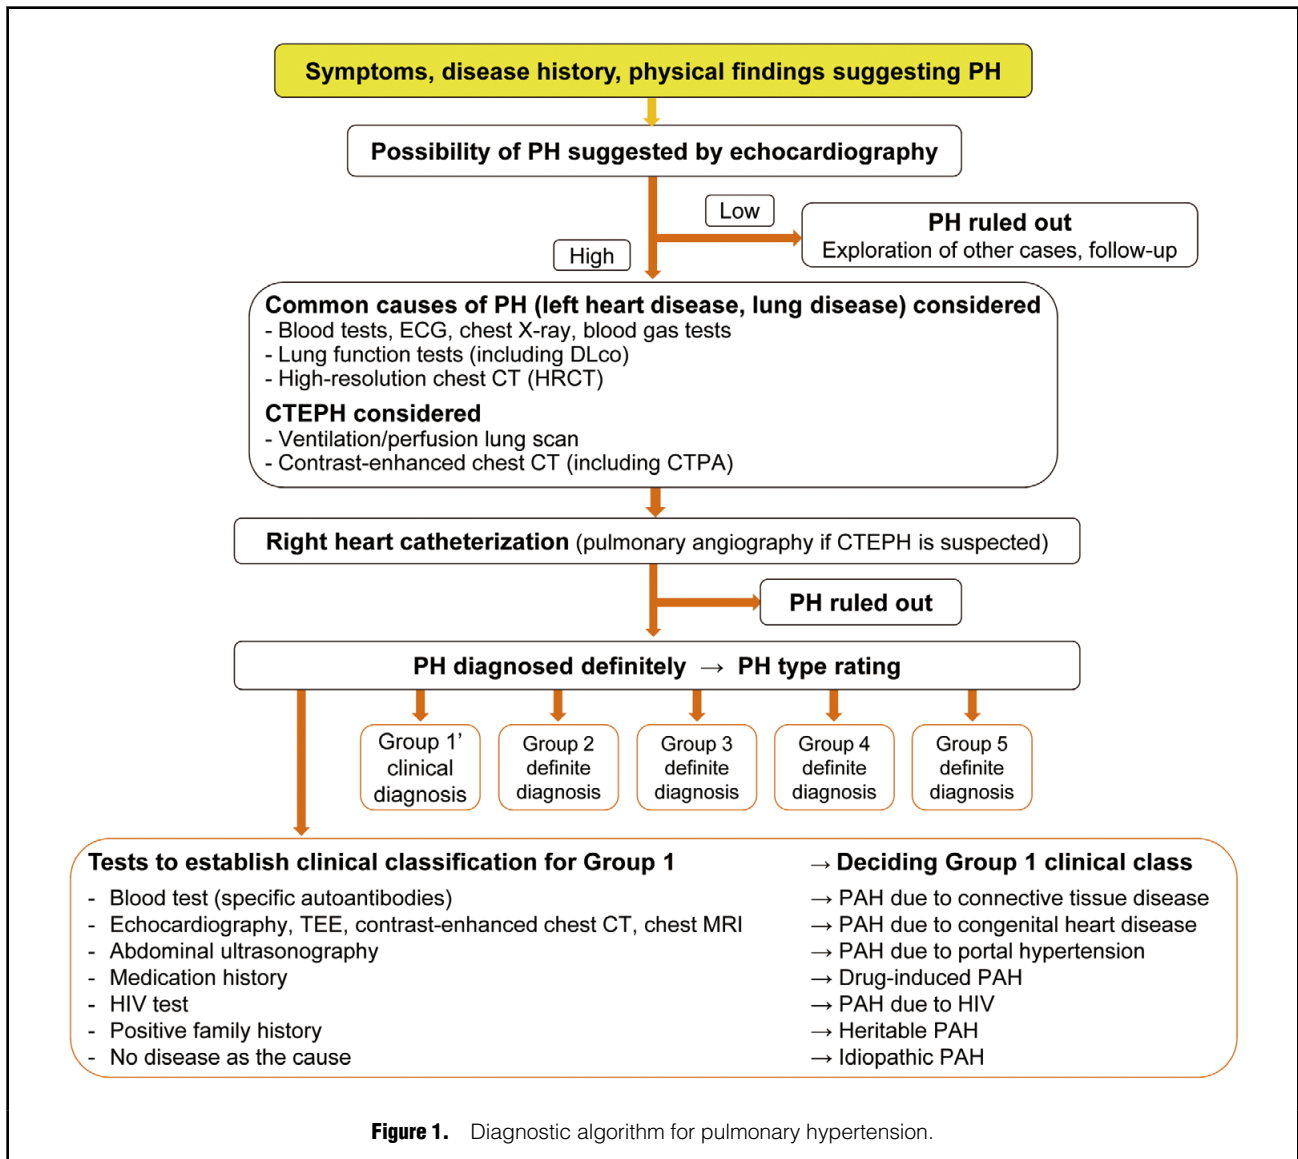 Symptoms, disease history, physical findings suggesting PH
Possibility of PH suggested by echocardiography
Low
PH ruled out
Exploration of other cases, follow-up
High
Common causes of PH (left heart disease, lung disease) considered
- Blood tests, ECG, chest X-ray, blood gas tests
- Lung function tests (including DLco)
- High-resolution chest CT (HRCT)
CTEPH considered
- Ventilation/perfusion lung scan
- Contrast-enhanced chest CT (including CTPA)
Right heart catheterization (pulmonary angiography if CTEPH is suspected)
PH ruled out
PH diagnosed definitely → PH type rating
Group 1’
clinical
diagnosis
Group 2
definite
diagnosis
Group 3
definite
diagnosis
Group 4
definite
diagnosis
Group 5
definite
diagnosis
Tests to establish clinical classification for Group 1 → Deciding Group 1 clinical class
- Blood test (specific autoantibodies) → PAH due to connective tissue disease
- Echocardiography, TEE, contrast-enhanced chest CT, chest MRI → PAH due to congenital heart disease
- Abdominal ultrasonography → PAH due to portal hypertension
- Medication history → Drug-induced PAH
- HIV test → PAH due to HIV
- Positive family history → Heritable PAH
- No disease as the cause → Idiopathic PAH
Figure 1. Diagnostic algorithm for pulmonary hypertension.